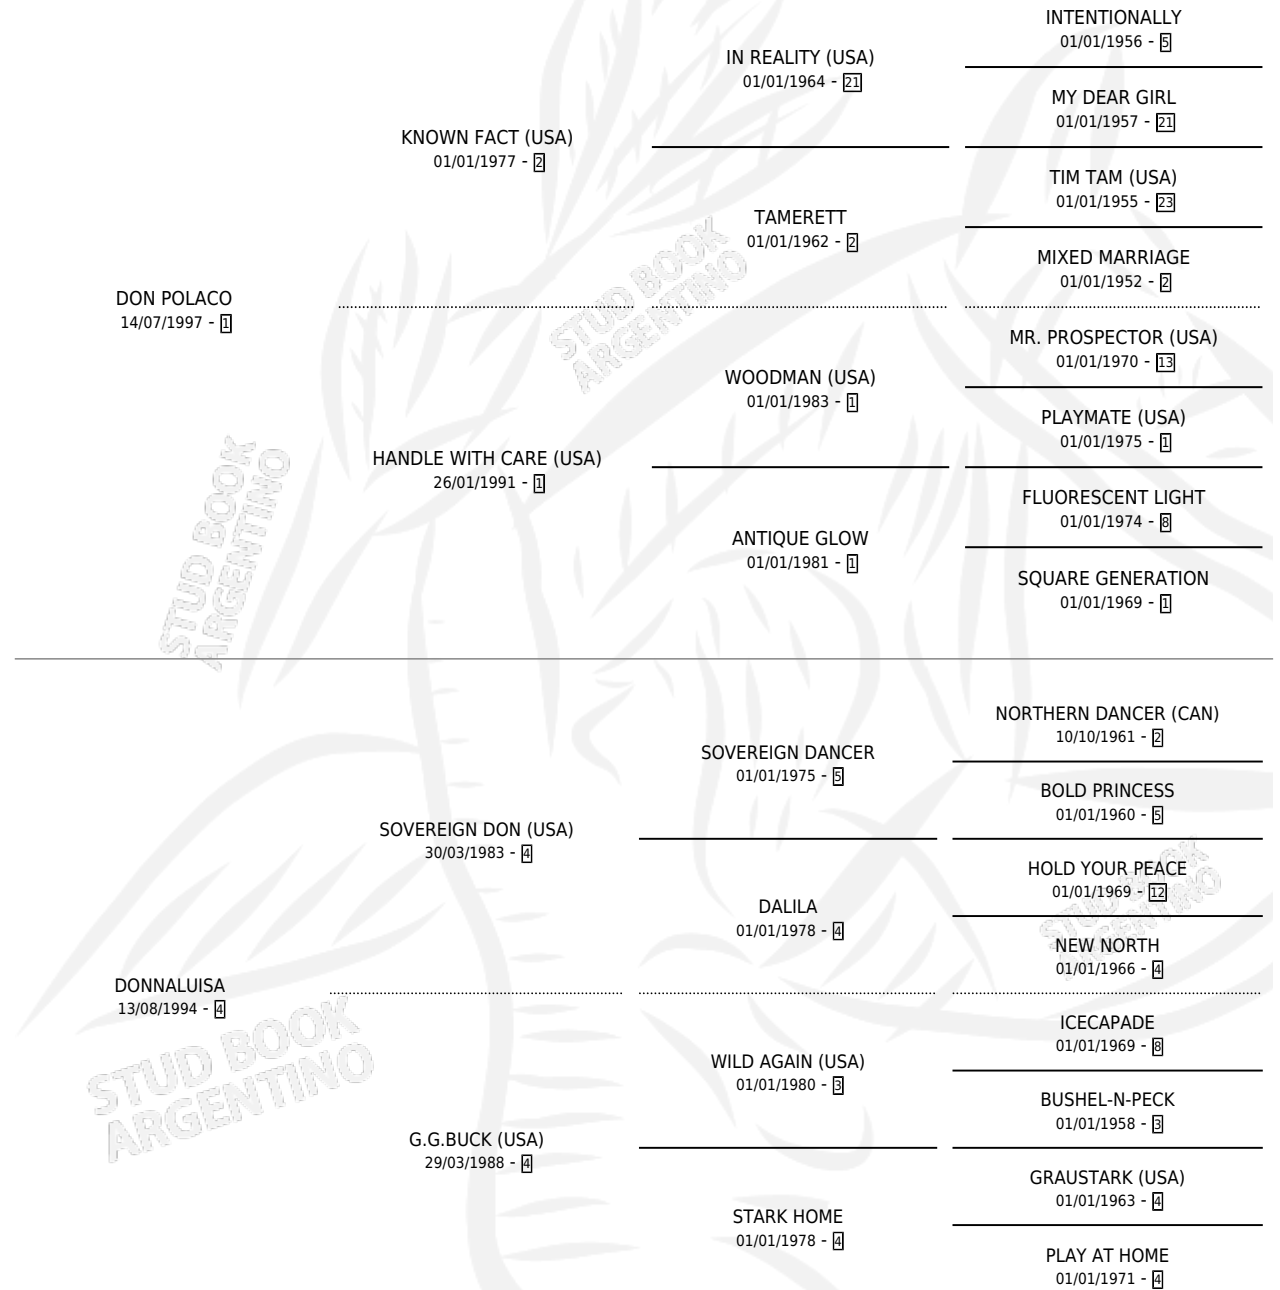 INTENTIONALLY
01/01/1956 - 5
IN REALITY (USA)
01/01/1964 - 21
MY DEAR GIRL
01/01/1957 - 21
KNOWN FACT (USA)
01/01/1977 - 2
TIM TAM (USA)
01/01/1955 - 23
TAMERETT
01/01/1962 - 2
MIXED MARRIAGE
01/01/1952 - 2
DON POLACO
14/07/1997 - 1
STUD BOOK
ARGENTINO
MR. PROSPECTOR (USA)
01/01/1970 - 13
WOODMAN (USA)
01/01/1983 - 1
PLAYMATE (USA)
01/01/1975 - 1
HANDLE WITH CARE (USA)
26/01/1991 - 1
STUD BOOK
ARGENTINO
FLUORESCENT LIGHT
01/01/1974 - 8
ANTIQUE GLOW
01/01/1981 - 1
SQUARE GENERATION
01/01/1969 - 1
NORTHERN DANCER (CAN)
10/10/1961 - 2
SOVEREIGN DANCER
01/01/1975 - 5
BOLD PRINCESS
01/01/1960 - 5
SOVEREIGN DON (USA)
30/03/1983 - 4
HOLD YOUR PEACE
01/01/1969 - 12
STUD BOOK
ARGENTINO
DALILA
01/01/1978 - 4
NEW NORTH
01/01/1966 - 4
DONNALUISA
13/08/1994 - 4
STUD BOOK
ARGENTINO
ICECAPADE
01/01/1969 - 8
WILD AGAIN (USA)
01/01/1980 - 3
BUSHEL-N-PECK
01/01/1958 - 3
G.G.BUCK (USA)
29/03/1988 - 4
GRAUSTARK (USA)
01/01/1963 - 4
STARK HOME
01/01/1978 - 4
PLAY AT HOME
01/01/1971 - 4